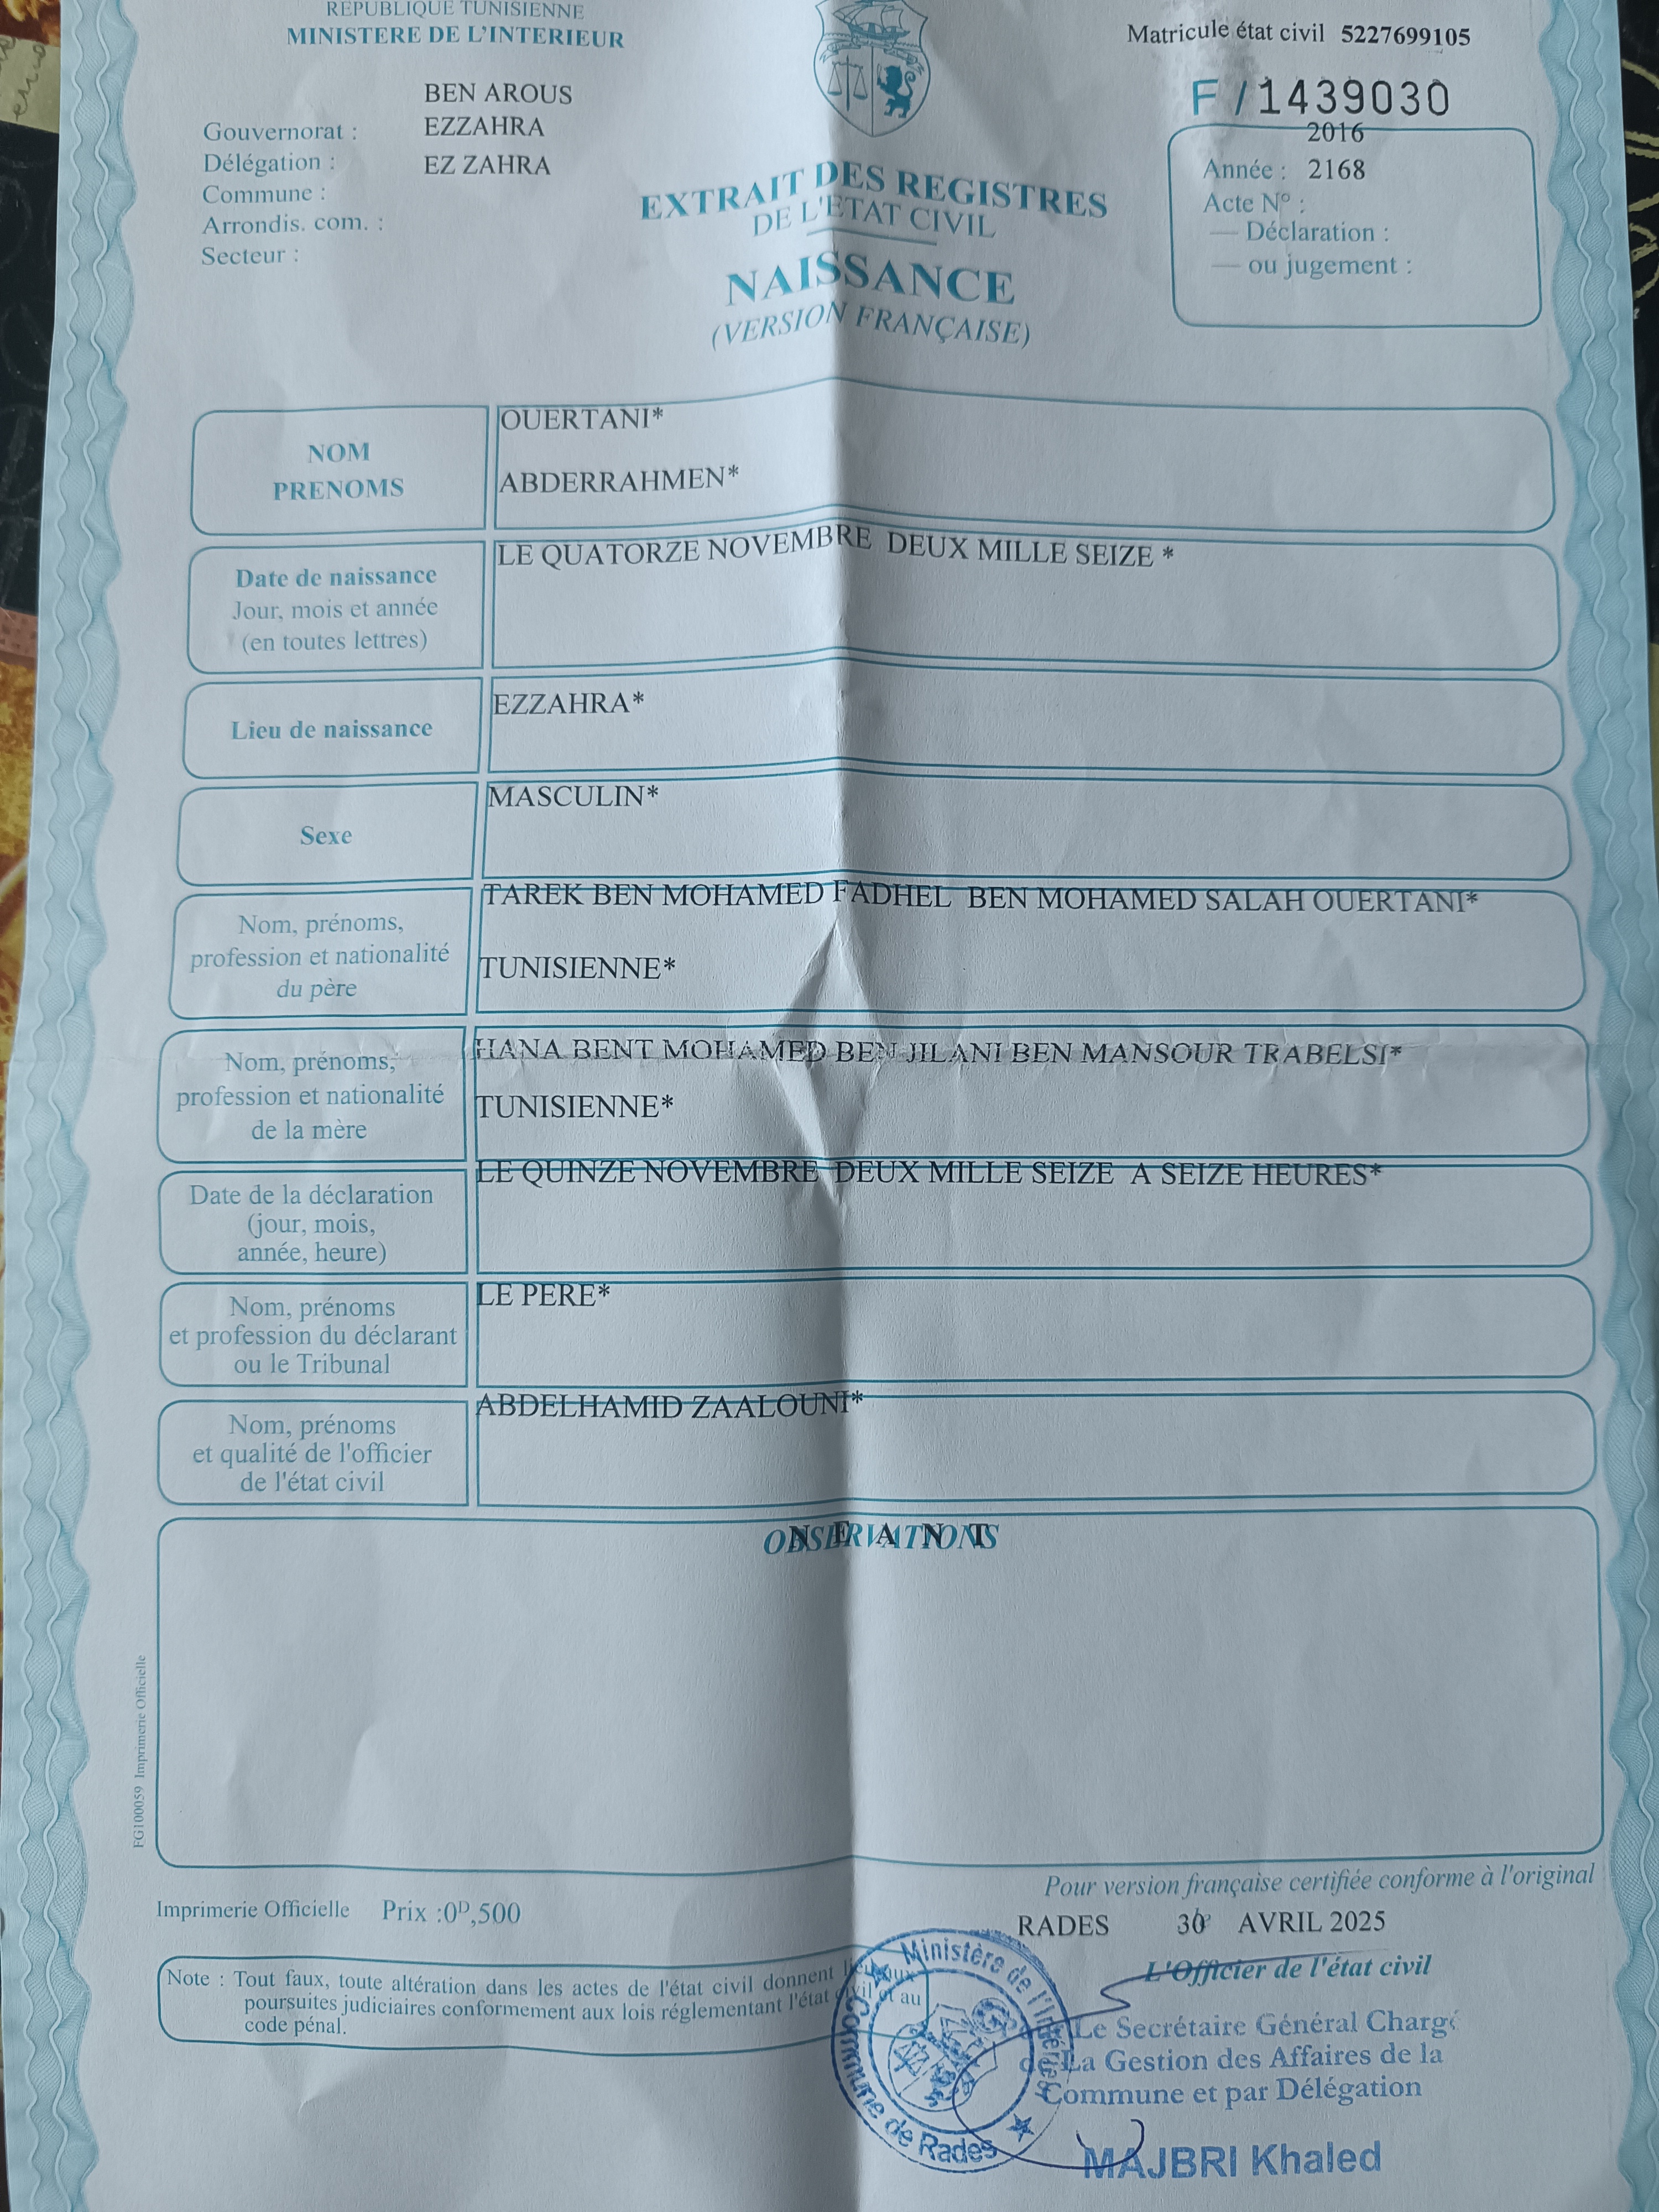 REPUBLIQUE TUNISIENNE
MINISTERE DE L'INTERIEUR
Matricule état civil 5227699105
F/1439030
BEN AROUS
Gouvernorat : EZZAHRA
Délégation : EZ ZAHRA
Commune :
Arrondis. com. :
Secteur :
2016
Année : 2168
Acte N° :
— Déclaration :
— ou jugement :
EXTRAIT DES REGISTRES
DE L'ETAT CIVIL
NAISSANCE
(VERSION FRANÇAISE)
NOM
PRENOMS
OUERTANI*
ABDERRAHMEN*
Date de naissance
Jour, mois et année
(en toutes lettres)
LE QUATORZE NOVEMBRE DEUX MILLE SEIZE *
Lieu de naissance
EZZAHRA*
Sexe
MASCULIN*
Nom, prénoms,
profession et nationalité
du père
TAREK BEN MOHAMED FADHEL BEN MOHAMED SALAH OUERTANI*
TUNISIENNE*
Nom, prénoms,
profession et nationalité
de la mère
HANA BENT MOHAMED BEN JILANI BEN MANSOUR TRABELSI*
TUNISIENNE*
Date de la déclaration
(jour, mois,
année, heure)
LE QUINZE NOVEMBRE DEUX MILLE SEIZE A SEIZE HEURES*
Nom, prénoms
et profession du déclarant
ou le Tribunal
LE PERE*
Nom, prénoms
et qualité de l'officier
de l'état civil
ABDELHAMID ZAALOUNI*
OBSERVATIONS
N E A N T
FG100059 Imprimerie Officielle
Pour version française certifiée conforme à l'original
Imprimerie Officielle Prix :0D,500
RADES 30 AVRIL 2025
L'Officier de l'état civil
Note : Tout faux, toute altération dans les actes de l'état civil donnent lieu aux
poursuites judiciaires conformement aux lois réglementant l'état civil et au
code pénal.
Ministère de l'Intérieur
Commune de Rades
Le Secrétaire Général Chargé
de La Gestion des Affaires de la
Commune et par Délégation
MAJBRI Khaled